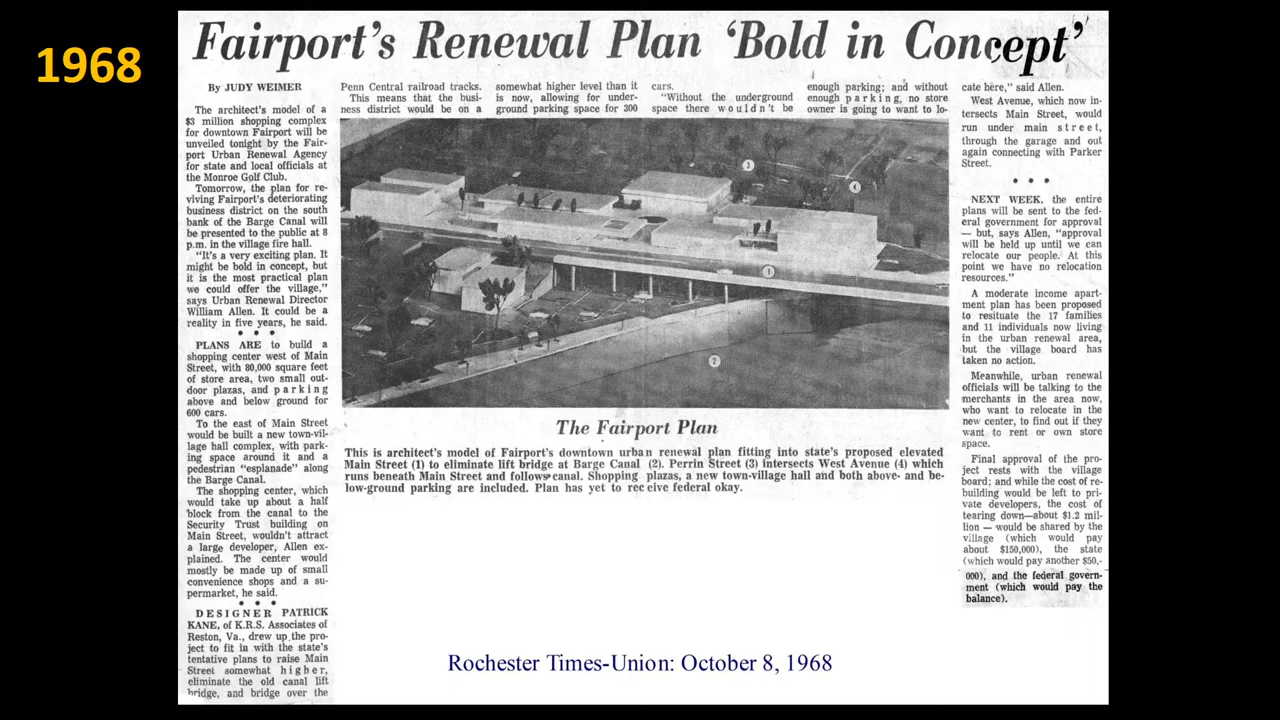 1968
Fairport's Renewal Plan 'Bold in Concept'
By JUDY WEIMER
The architect's model of a
$3 million shopping complex
for downtown Fairport will be
unveiled tonight by the Fair-
port Urban Renewal Agency
for state and local officials at
the Monroe Golf Club.
Tomorrow, the plan for re-
viving Fairport's deteriorating
business district on the south
bank of the Barge Canal will
be presented to the public at 8
p.m. in the village fire hall.
"It's a very exciting plan. It
might be bold in concept, but
it is the most practical plan
we could offer the village,"
says Urban Renewal Director
William Allen. It could be a
reality in five years, he said.
• • •
PLANS ARE to build a
shopping center west of Main
Street, with 80,000 square feet
of store area, two small out-
door plazas, and parking
above and below ground for
600 cars.
To the east of Main Street
would be built a new town-vil-
lage hall complex, with park-
ing space around it and a
pedestrian "esplanade" along
the Barge Canal.
The shopping center, which
would take up about a half
block from the canal to the
Security Trust building on
Main Street, wouldn't attract
a large developer, Allen ex-
plained. The center would
mostly be made up of small
convenience shops and a su-
permarket, he said.
• • •
DESIGNER PATRICK
KANE, of K.R.S. Associates of
Reston, Va., drew up the pro-
ject to fit in with the state's
tentative plans to raise Main
Street somewhat higher,
eliminate the old canal lift
bridge, and bridge over the
Penn Central railroad tracks.
This means that the busi-
ness district would be on a
somewhat higher level than it
is now, allowing for under-
ground parking space for 300
cars.
"Without the underground
space there wouldn't be
enough parking; and without
enough parking, no store
owner is going to want to lo-
cate here," said Allen.
West Avenue, which now in-
tersects Main Street, would
run under main street,
through the garage and out
again connecting with Parker
Street.
• • •
NEXT WEEK, the entire
plans will be sent to the fed-
eral government for approval
— but, says Allen, "approval
will be held up until we can
relocate our people. At this
point we have no relocation
resources."
A moderate income apart-
ment plan has been proposed
to resituate the 17 families
and 11 individuals now living
in the urban renewal area,
but the village board has
taken no action.
Meanwhile, urban renewal
officials will be talking to the
merchants in the area now,
who want to relocate in the
new center, to find out if they
want to rent or own store
space.
Final approval of the pro-
ject rests with the village
board; and while the cost of re-
building would be left to pri-
vate developers, the cost of
tearing down—about $1.2 mil-
lion — would be shared by the
village (which would pay
about $150,000), the state
(which would pay another $50,-
000), and the federal govern-
ment (which would pay the
balance).
3
4
1
2
The Fairport Plan
This is architect's model of Fairport's downtown urban renewal plan fitting into state's proposed elevated
Main Street (1) to eliminate lift bridge at Barge Canal (2). Perrin Street (3) intersects West Avenue (4) which
runs beneath Main Street and follows canal. Shopping plazas, a new town-village hall and both above- and be-
low-ground parking are included. Plan has yet to receive federal okay.
Rochester Times-Union: October 8, 1968